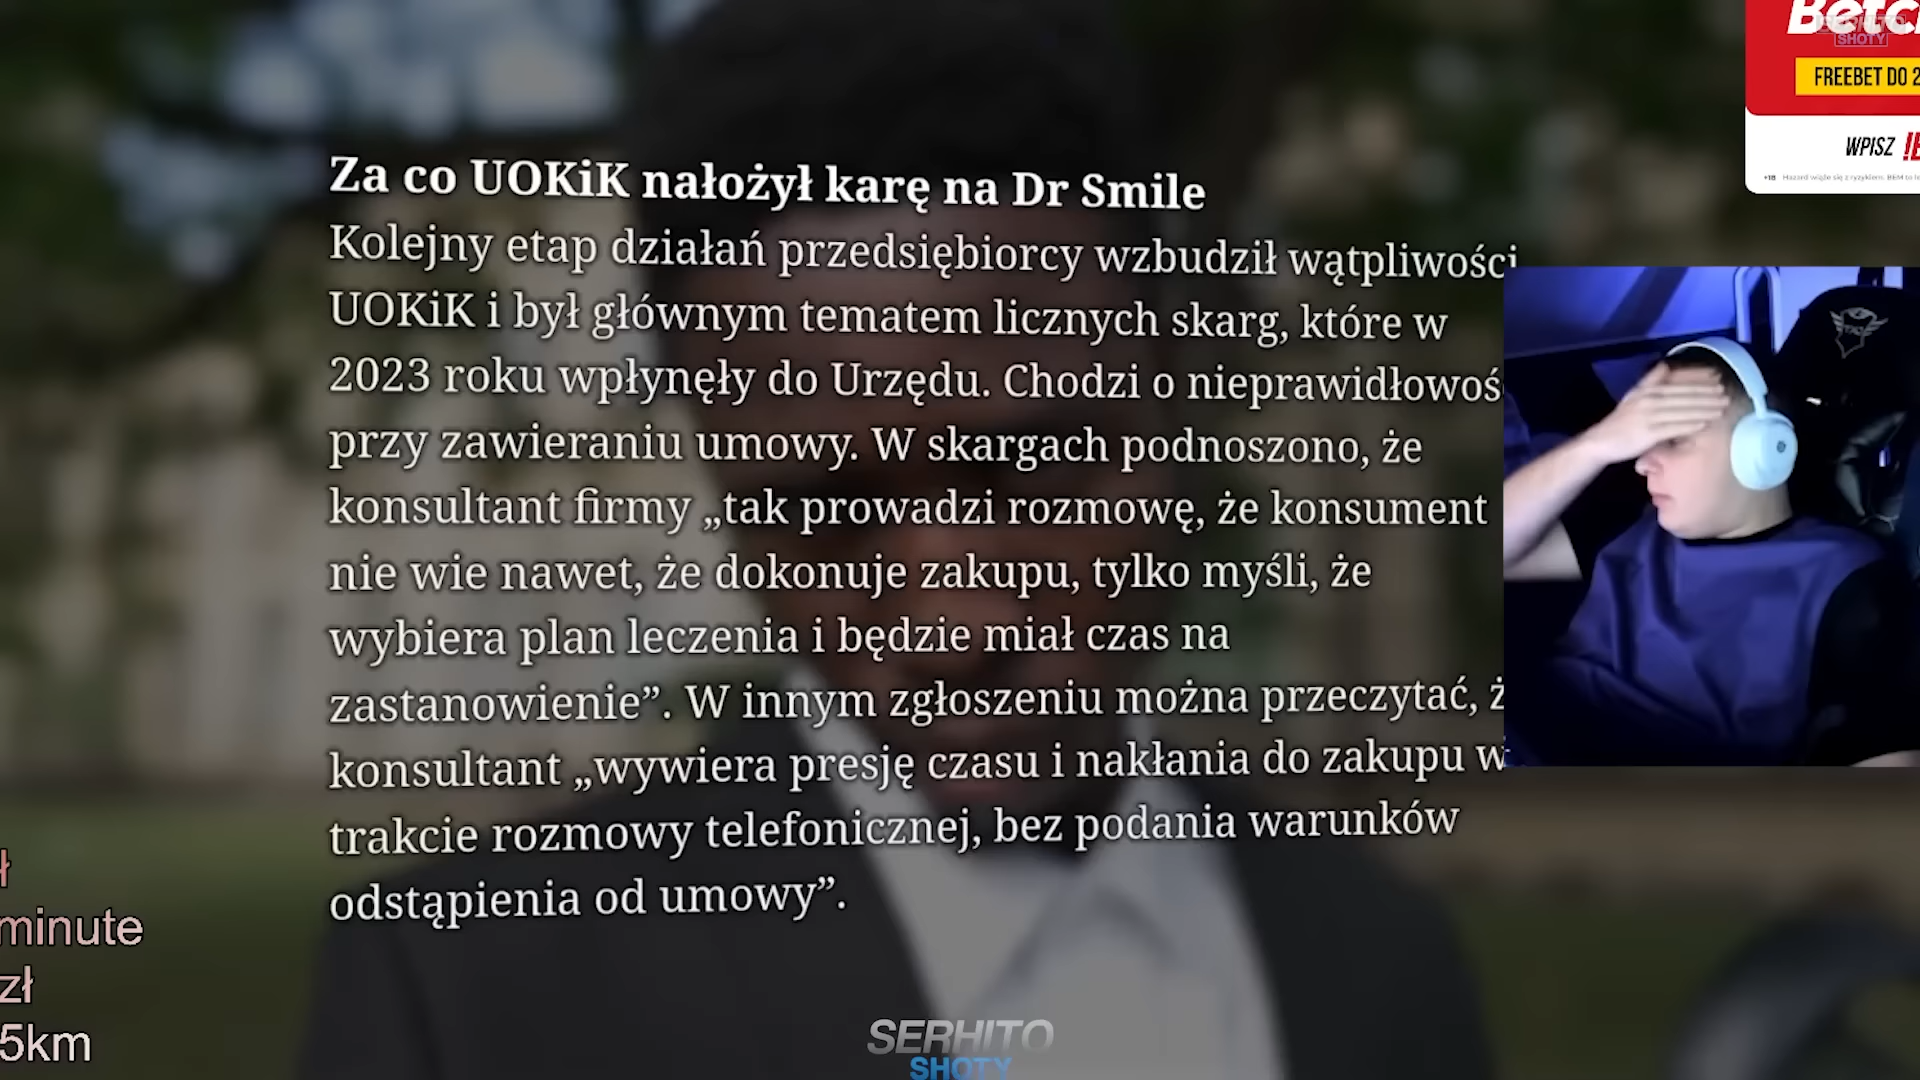 Za co UOKiK nałożył karę na Dr Smile
Kolejny etap działań przedsiębiorcy wzbudził wątpliwości
UOKiK i był głównym tematem licznych skarg, które w
2023 roku wpłynęły do Urzędu. Chodzi o
przy zawieraniu umowy. W skargach podnoszono, że
konsultant firmy „tak prowadzi rozmowę, że konsument
nie wie nawet, że dokonuje zakupu, tylko myśli, że
wybiera plan leczenia i będzie miał czas na
zastanowienie”. W innym zgłoszeniu można przeczytać,
konsultant „wywiera presję czasu i nakłania do zakupu w
trakcie rozmowy telefonicznej, bez podania warunków
odstąpienia od umowy”.
FREEBET DO
WPISZ
minute
zł
5km
SERHITO
SHOTY